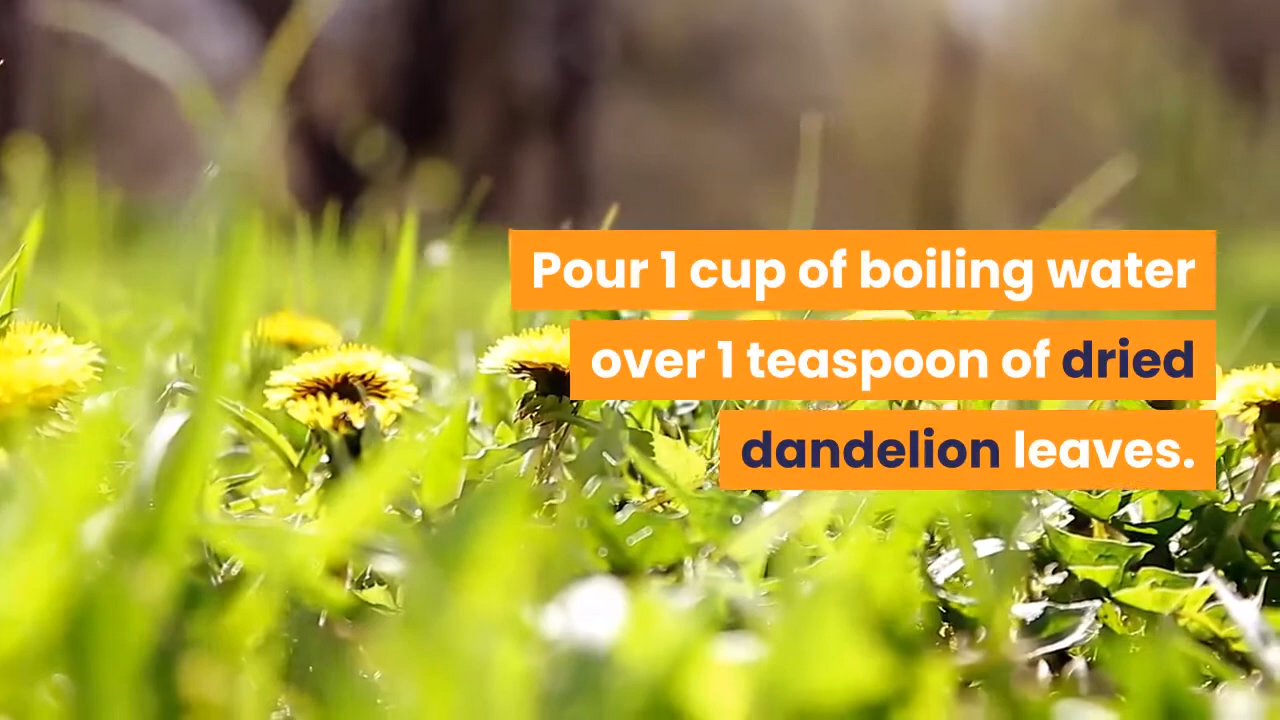 Pour 1 cup of boiling water
over 1 teaspoon of dried
dandelion leaves.